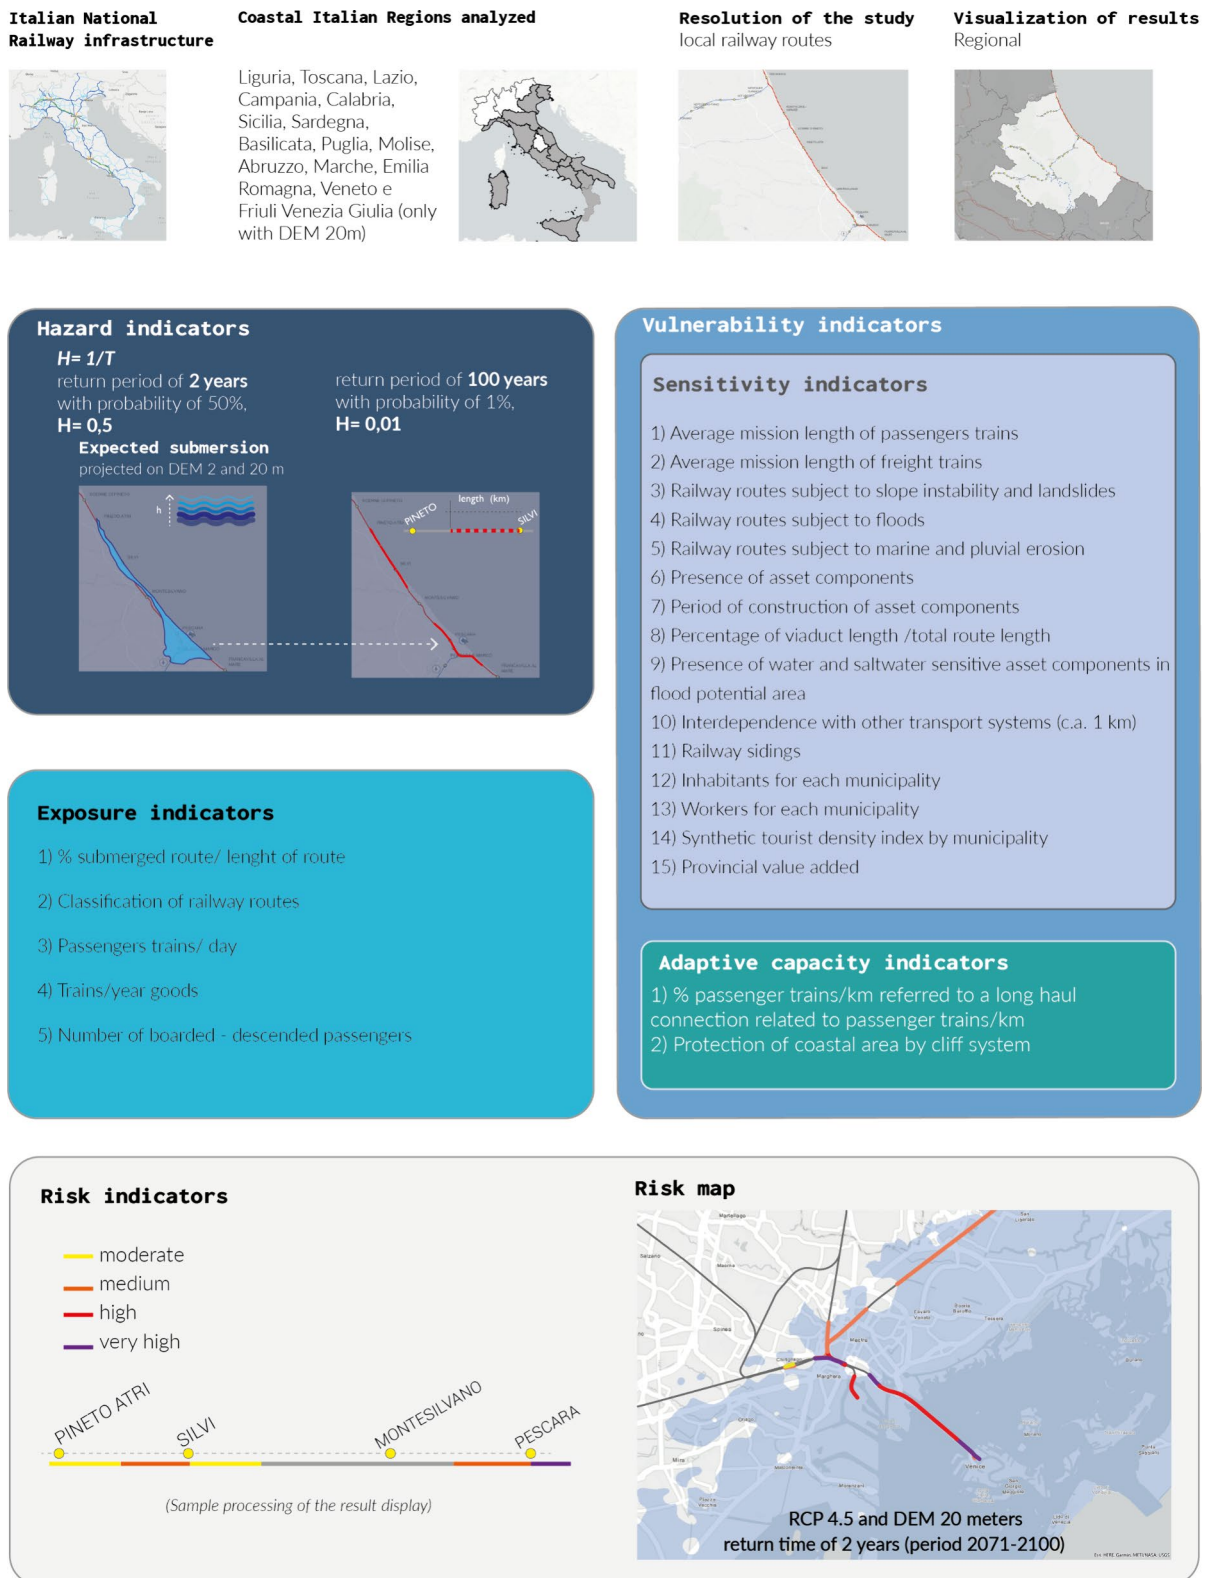 Italian National
Railway infrastructure
Coastal Italian Regions analyzed
Liguria, Toscana, Lazio,
Campania, Calabria,
Sicilia, Sardegna,
Basilicata, Puglia, Molise,
Abruzzo, Marche, Emilia
Romagna, Veneto e
Friuli Venezia Giulia (only
with DEM 20m)
Resolution of the study
local railway routes
Visualization of results
Regional
Hazard indicators
H= 1/T
return period of 2 years
with probability of 50%,
H= 0,5
return period of 100 years
with probability of 1%,
H= 0,01
Expected submersion
projected on DEM 2 and 20 m
h
length (km)
PINETO
SILVI
Exposure indicators
1) % submerged route/ lenght of route
2) Classification of railway routes
3) Passengers trains/ day
4) Trains/year goods
5) Number of boarded - descended passengers
Vulnerability indicators
Sensitivity indicators
1) Average mission length of passengers trains
2) Average mission length of freight trains
3) Railway routes subject to slope instability and landslides
4) Railway routes subject to floods
5) Railway routes subject to marine and pluvial erosion
6) Presence of asset components
7) Period of construction of asset components
8) Percentage of viaduct length /total route length
9) Presence of water and saltwater sensitive asset components in
flood potential area
10) Interdependence with other transport systems (c.a. 1 km)
11) Railway sidings
12) Inhabitants for each municipality
13) Workers for each municipality
14) Synthetic tourist density index by municipality
15) Provincial value added
Adaptive capacity indicators
1) % passenger trains/km referred to a long haul
connection related to passenger trains/km
2) Protection of coastal area by cliff system
Risk indicators
moderate
medium
high
very high
PINETO ATRI
SILVI
MONTESILVANO
PESCARA
(Sample processing of the result display)
Risk map
Martellago
Marghera
Mira
Venice
RCP 4.5 and DEM 20 meters
return time of 2 years (period 2071-2100)
Esri, HERE, Garmin, METI/NASA, USGS